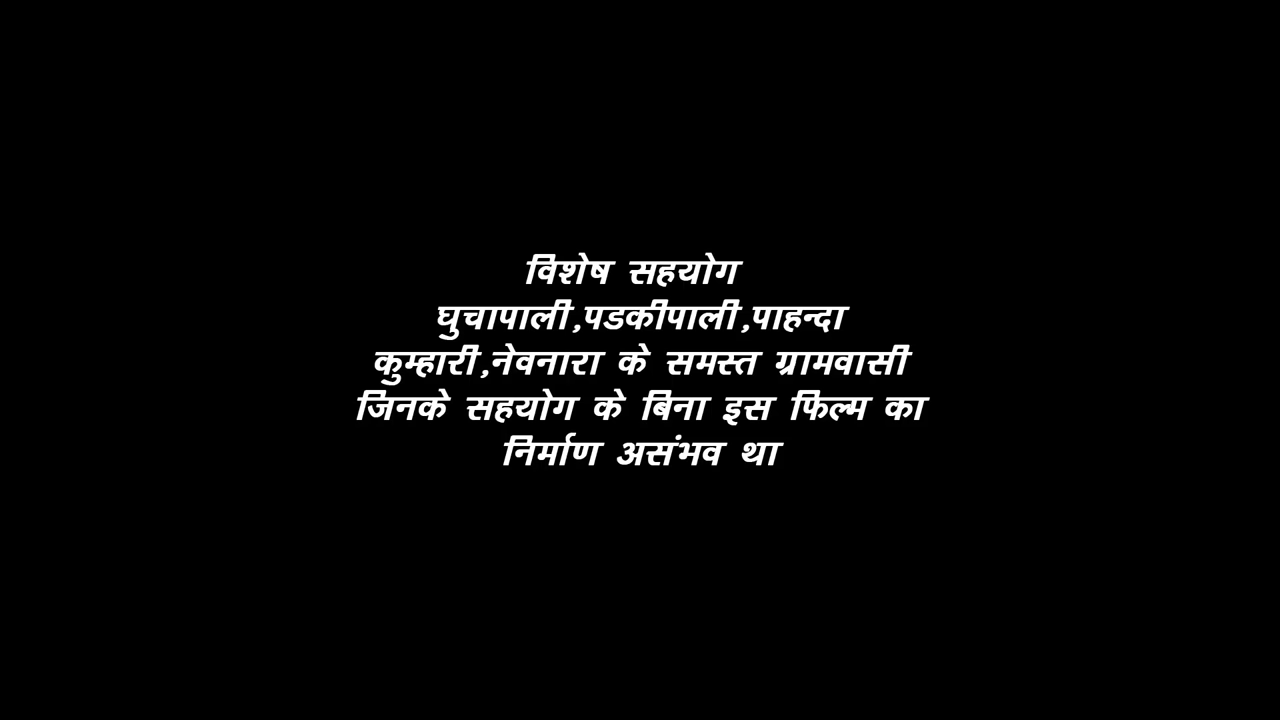 विशेष सहयोग
घुचापाली,पडकीपाली,पाहन्दा
कुम्हारी,नेवनारा के समस्त ग्रामवासी
जिनके सहयोग के बिना इस फिल्म का
निर्माण असंभव था